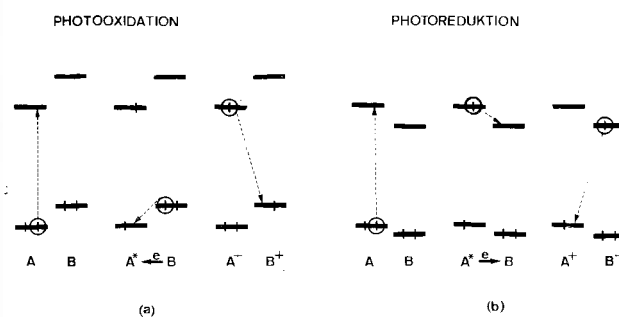 PHOTOOXIDATION PHOTOREDUKTION
A B A* e B A⁻ B⁺ A B A* e B A⁺ B⁻
(a) (b)